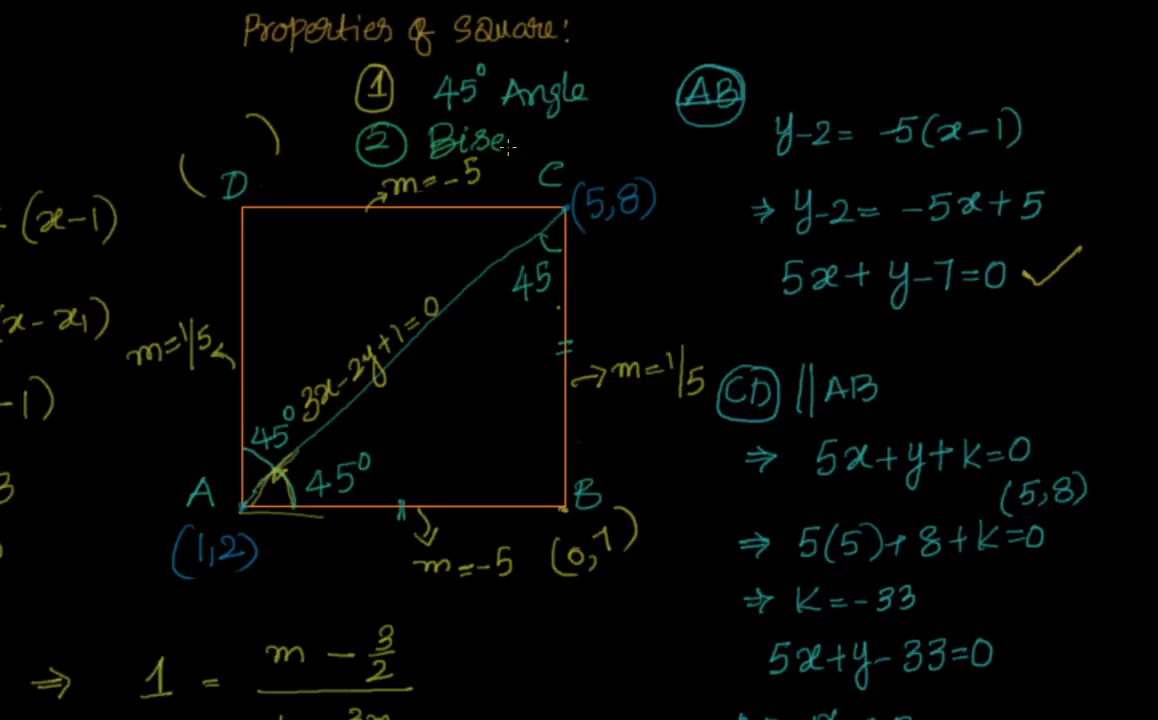 Properties of square:
1 45° Angle
2 Bise
AB
y-2 = -5(x-1)
⇒ y-2 = -5x+5
5x + y-7=0 ✓
( )
D
m=-5
C
(5,8)
(x-1)
(x-x₁)
-1)
m=1/5
3x-2y+1=0
45
m=1/5
CD || AB
⇒ 5x+y+k=0
(5,8)
⇒ 5(5)+8+k=0
⇒ k=-33
5x+y-33=0
45°
45°
A
B
(1,2)
m=-5
(0,7)
3
⇒ 1 = m - 3/2